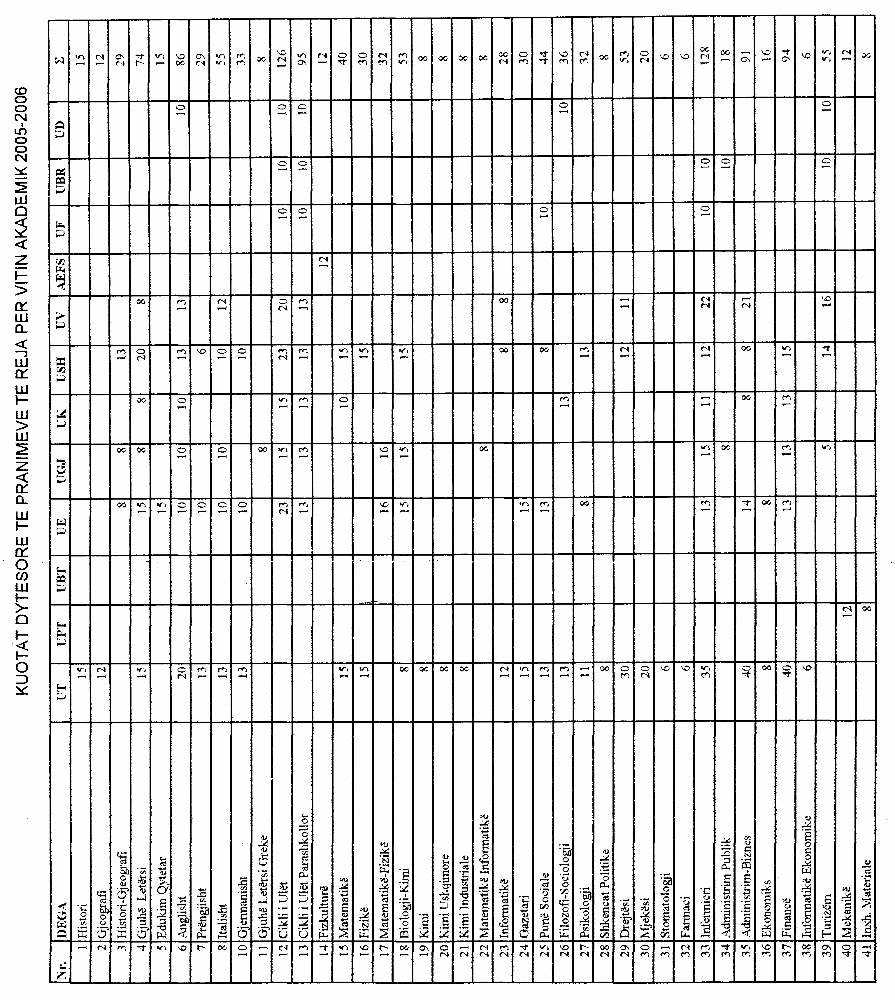 KUOTAT DYTESORE TE PRANIMEVE TE REJA PER VITIN AKADEMIK 2005-2006
Nr. DEGA UT UPT UBT UE UGJ UK USH UV AEFS UF UBR UD Σ
1 Histori 15 15
2 Gjeografi 12 12
3 Histori-Gjeografi 8 8 13 29
4 Gjuhë Letërsi 15 15 8 8 20 8 74
5 Edukim Qytetar 15 15
6 Anglisht 20 10 10 10 13 13 10 86
7 Frëngjisht 13 10 6 29
8 Italisht 13 10 10 10 12 55
10 Gjermanisht 13 10 10 33
11 Gjuhë Letërsi Greke 8 8
12 Cikli i Ulët 23 15 15 23 20 10 10 10 126
13 Cikli i Ulët Parashkollor 13 13 13 13 13 10 10 10 95
14 Fizkulturë 12 12
15 Matematikë 15 10 15 40
16 Fizikë 15 15 30
17 Matematikë-Fizikë 16 16 32
18 Biologji-Kimi 8 15 15 15 53
19 Kimi 8 8
20 Kimi Ushqimore 8 8
21 Kimi Industriale 8 8
22 Matematikë Informatikë 8 8
23 Informatikë 12 8 8 28
24 Gazetari 15 15 30
25 Punë Sociale 13 13 8 10 44
26 Filozofi-Sociologji 13 13 10 36
27 Psikologji 11 8 13 32
28 Shkencat Politike 8 8
29 Drejtësi 30 12 11 53
30 Mjekësi 20 20
31 Stomatologji 6 6
32 Farmaci 6 6
33 Infermieri 35 13 15 11 12 22 10 10 128
34 Administrim Publik 8 10 18
35 Administrim-Biznes 40 14 8 8 21 91
36 Ekonomiks 8 8 16
37 Financë 40 13 13 13 15 94
38 Informatikë Ekonomike 6 6
39 Turizëm 5 14 16 10 10 55
40 Mekanikë 12 12
41 Inxh. Materiale 8 8